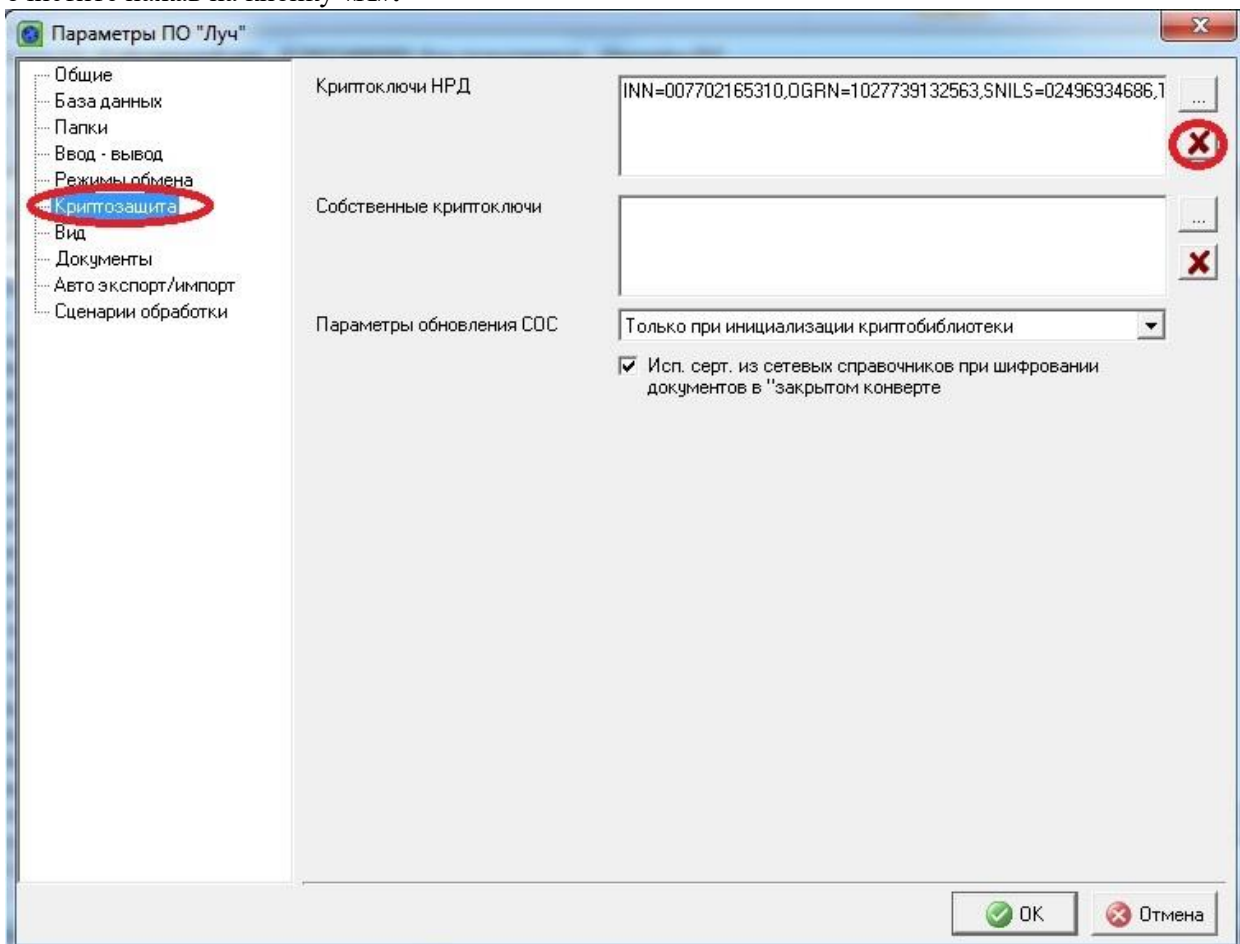 Параметры ПО "Луч"
Общие
База данных
Папки
Ввод - вывод
Режимы обмена
Криптозащита
Вид
Документы
Авто экспорт/импорт
Сценарии обработки
Криптоключи НРД
INN=007702165310,OGRN=1027739132563,SNILS=02496934686,
...
Собственные криптоключи
...
Параметры обновления СОС
Только при инициализации криптобиблиотеки
Исп. серт. из сетевых справочников при шифровании
документов в "закрытом конверте
OK
Отмена